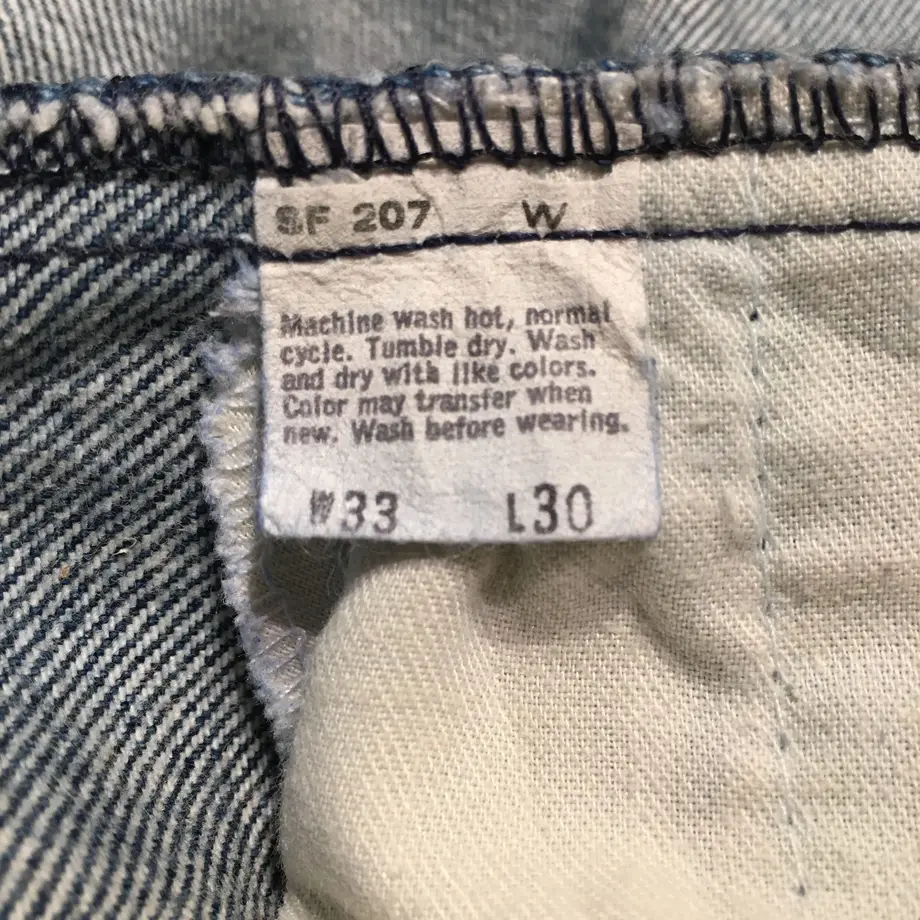 SF 207 W
Machine wash hot, normal
cycle. Tumble dry. Wash
and dry with like colors.
Color may transfer when
new. Wash before wearing.
W33 L30